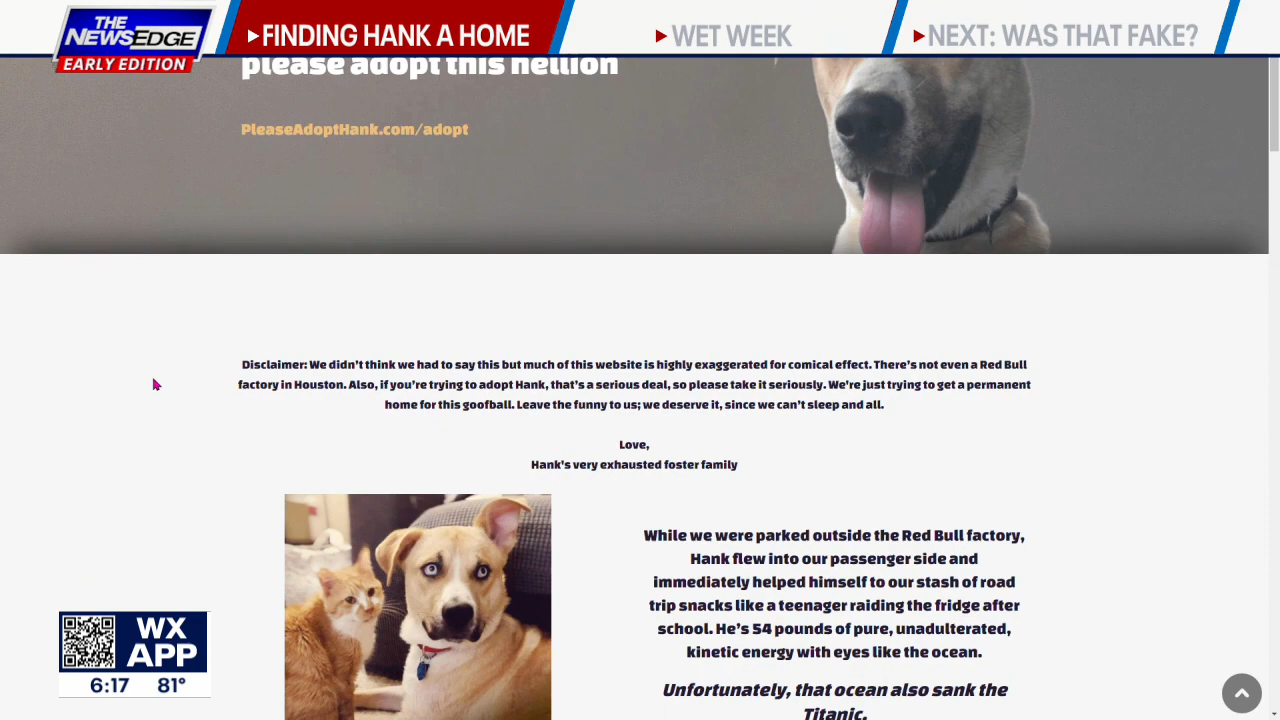 THE
NEWSEDGE
EARLY EDITION
FINDING HANK A HOME
WET WEEK
NEXT: WAS THAT FAKE?
please adopt this hellion
PleaseAdoptHank.com/adopt
Disclaimer: We didn't think we had to say this but much of this website is highly exaggerated for comical effect. There's not even a Red Bull
factory in Houston. Also, if you're trying to adopt Hank, that's a serious deal, so please take it seriously. We're just trying to get a permanent
home for this goofball. Leave the funny to us; we deserve it, since we can't sleep and all.
Love,
Hank's very exhausted foster family
While we were parked outside the Red Bull factory,
Hank flew into our passenger side and
immediately helped himself to our stash of road
trip snacks like a teenager raiding the fridge after
school. He's 54 pounds of pure, unadulterated,
kinetic energy with eyes like the ocean.
Unfortunately, that ocean also sank the
Titanic.
WX
APP
6:17 81°